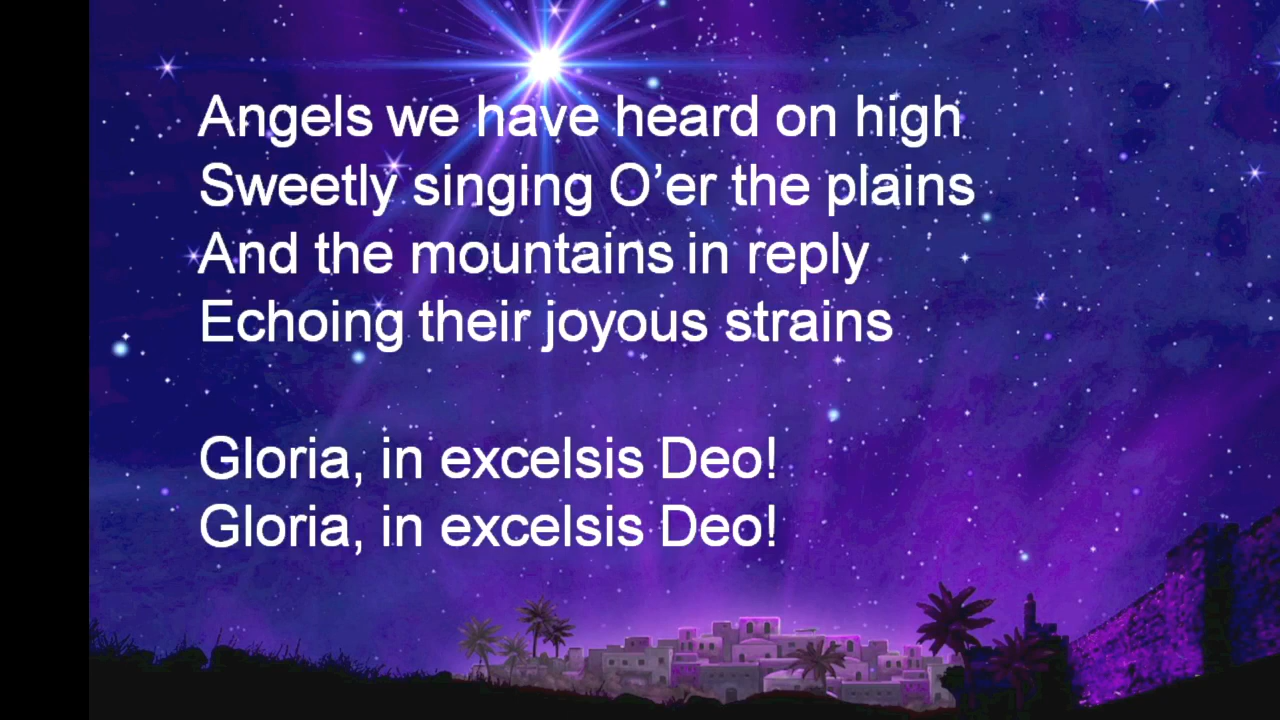 Angels we have heard on high
Sweetly singing O’er the plains
And the mountains in reply
Echoing their joyous strains
Gloria, in excelsis Deo!
Gloria, in excelsis Deo!